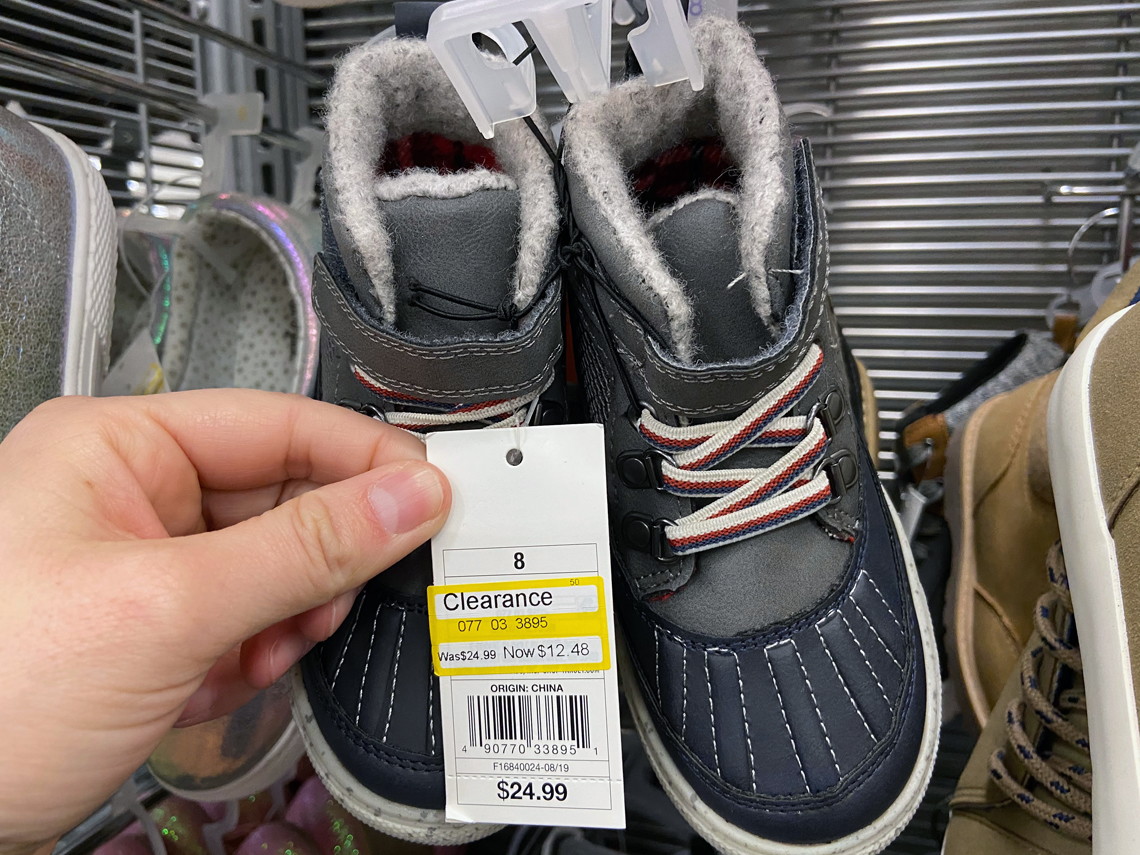 8
50
Clearance
077 03 3895
Was $24.99 Now $12.48
ORIGIN: CHINA
4 90770 33895 1
F16840024-08/19
$24.99